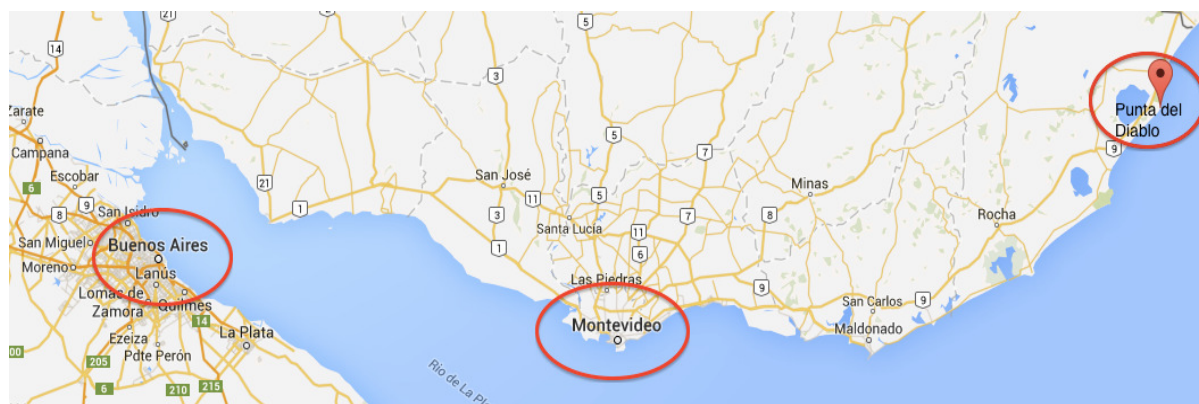 14
Zarate
Campana
Escobar
6
9
8
San Isidro
San Miguel
Buenos Aires
Moreno
Lanús
Lomas de
Zamora
Quilmes
14
Ezeiza
La Plata
Pdte Perón
205
6
210
215
21
21
1
3
San José
11
3
1
5
5
5
Santa Lucía
11
6
7
7
Las Piedras
Montevideo
Rio de La Pl
8
Minas
9
San Carlos
9
Maldonado
Rocha
9
Punta del
Diablo